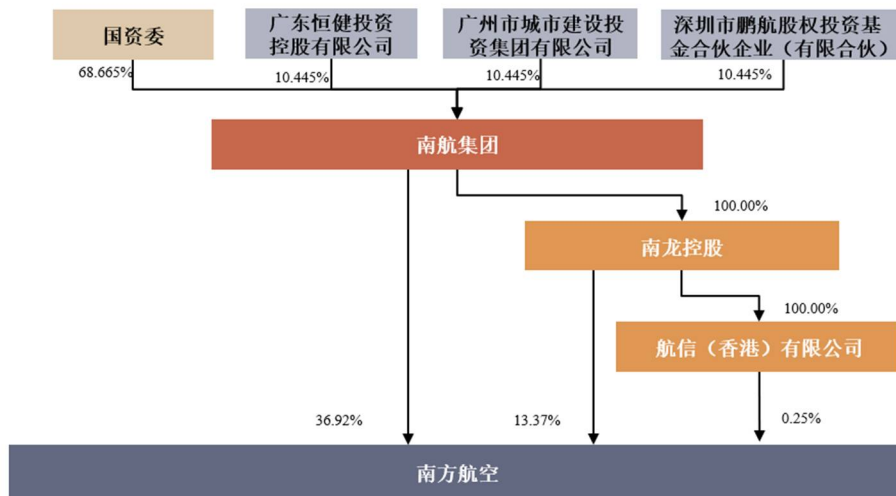 国资委
广东恒健投资
控股有限公司
广州市城市建设投
资集团有限公司
深圳市鹏航股权投资基
金合伙企业（有限合伙）
68.665%
10.445%
10.445%
10.445%
南航集团
100.00%
南龙控股
100.00%
航信（香港）有限公司
36.92%
13.37%
0.25%
南方航空